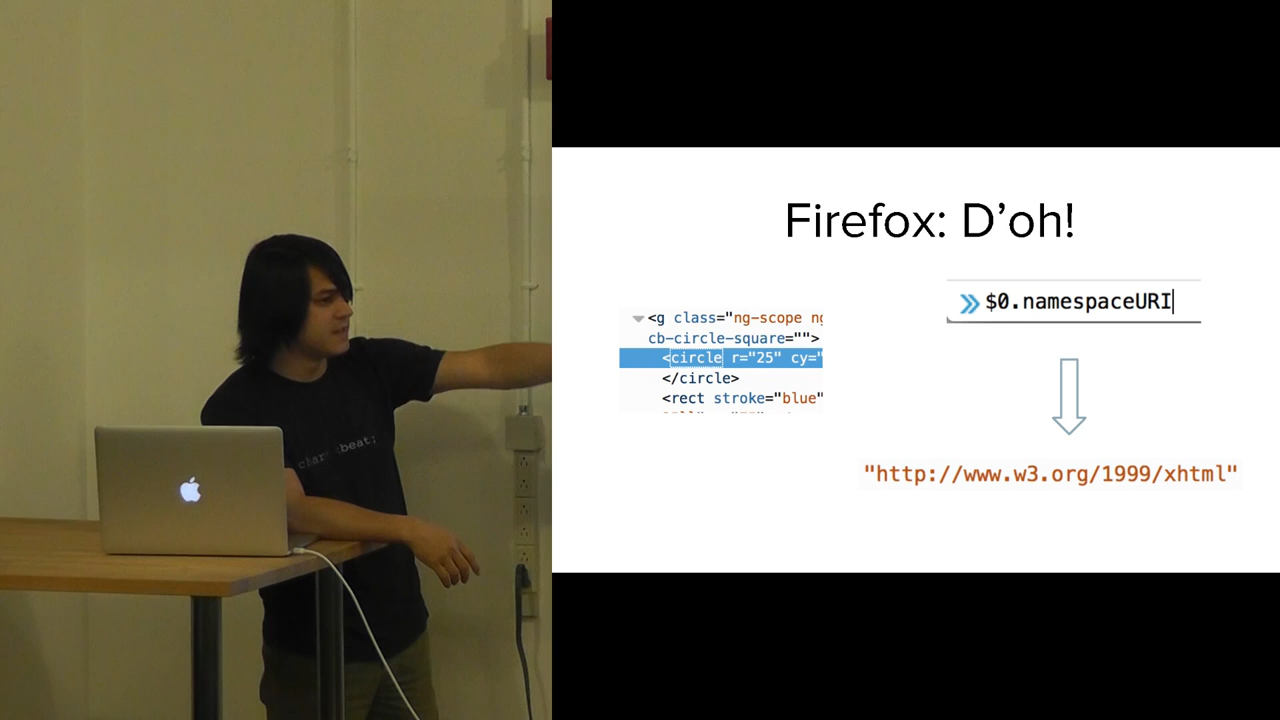 chartbeat;
Firefox: D’oh!
<g class="ng-scope ng
cb-circle-square="">
<circle r="25" cy="
</circle>
<rect stroke="blue"
$0.namespaceURI
"http://www.w3.org/1999/xhtml"